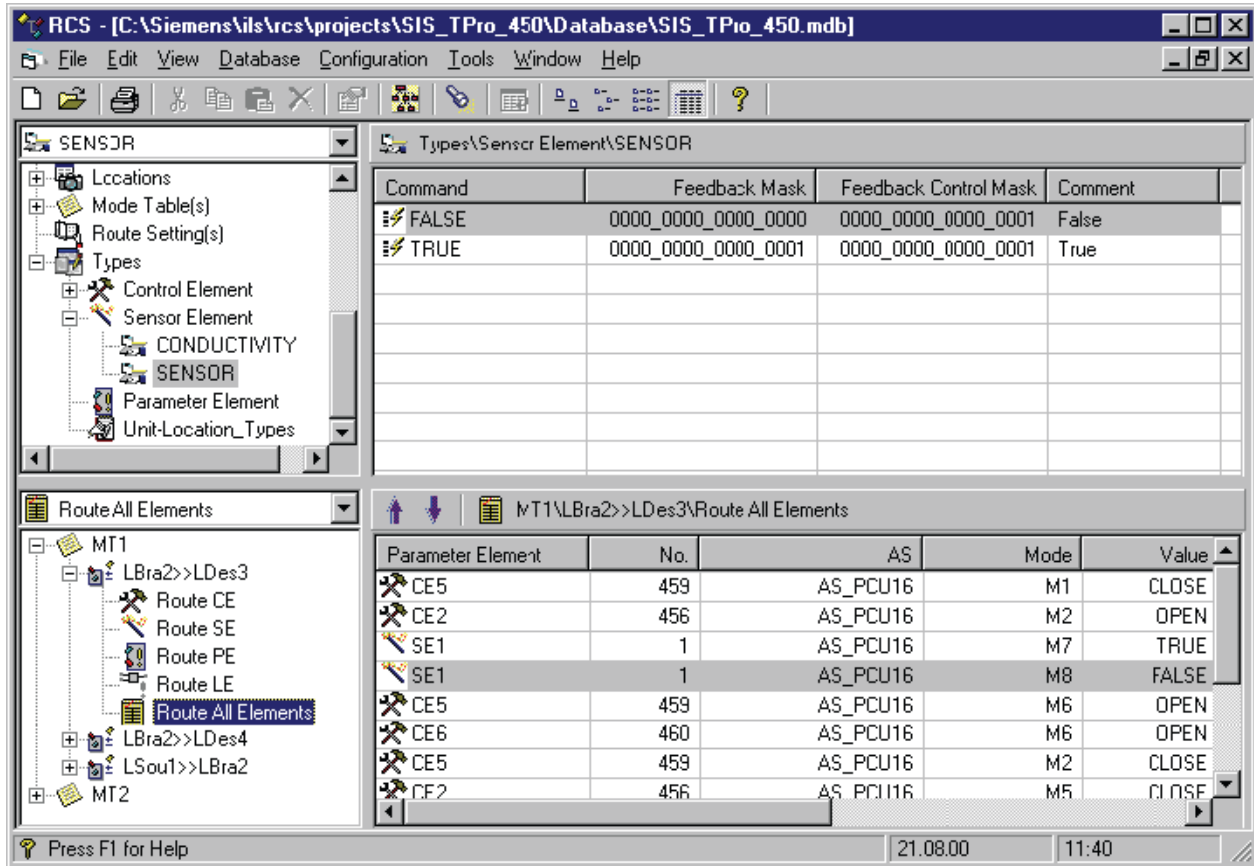 RCS - [C:\Siemens\ils\rcs\projects\SIS_TPro_450\Database\SIS_TPro_450.mdb]
File Edit View Database Configuration Tools Window Help
SENSOR
Locations
Mode Table(s)
Route Setting(s)
Types
Control Element
Sensor Element
CONDUCTIVITY
SENSOR
Parameter Element
Unit-Location_Types
Types\Sensor Element\SENSOR
Command Feedback Mask Feedback Control Mask Comment
FALSE 0000_0000_0000_0000 0000_0000_0000_0001 False
TRUE 0000_0000_0000_0001 0000_0000_0000_0001 True
Route All Elements
MT1
LBra2>>LDes3
Route CE
Route SE
Route PE
Route LE
Route All Elements
LBra2>>LDes4
LSou1>>LBra2
MT2
MT1\LBra2>>LDes3\Route All Elements
Parameter Element No. AS Mode Value
CE5 459 AS_PCU16 M1 CLOSE
CE2 456 AS_PCU16 M2 OPEN
SE1 1 AS_PCU16 M7 TRUE
SE1 1 AS_PCU16 M8 FALSE
CE5 459 AS_PCU16 M6 OPEN
CE6 460 AS_PCU16 M6 OPEN
CE5 459 AS_PCU16 M2 CLOSE
CE2 456 AS_PCU16 M5 CLOSE
Press F1 for Help 21.08.00 11:40